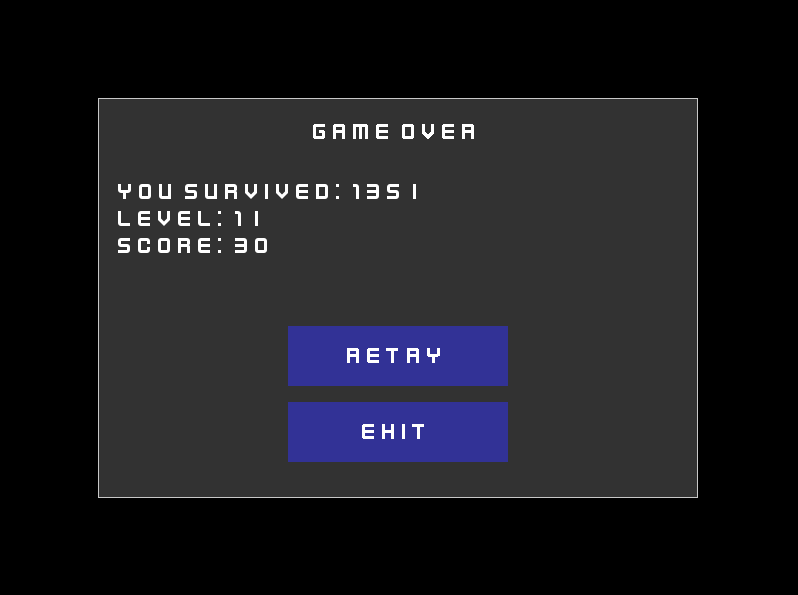 GAME OVER
YOU SURVIVED: 1351
LEVEL: 11
SCORE: 30
RETRY
EXIT